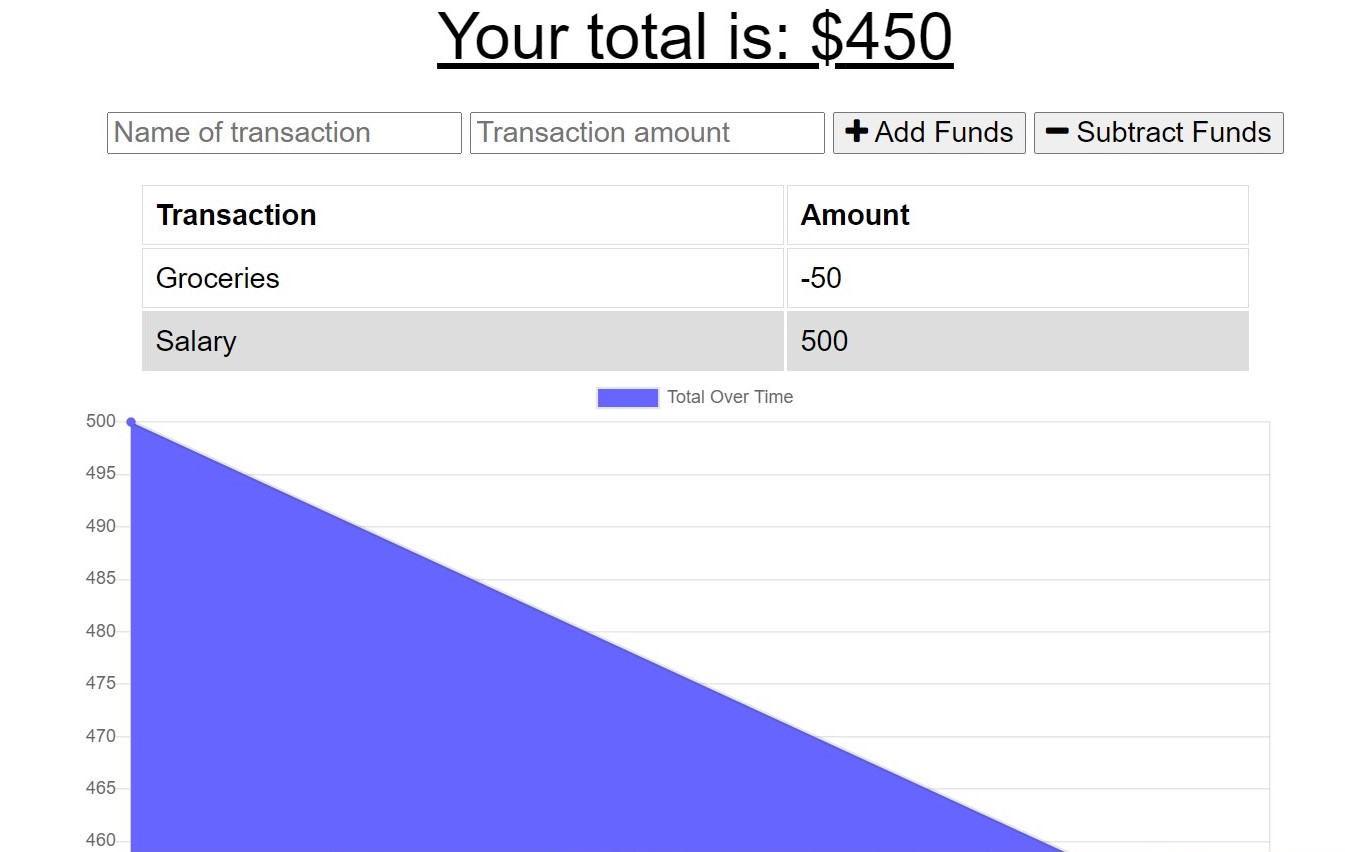 Your total is: $450
Name of transaction Transaction amount Add Funds Subtract Funds
Transaction Amount
Groceries -50
Salary 500
Total Over Time
500
495
490
485
480
475
470
465
460